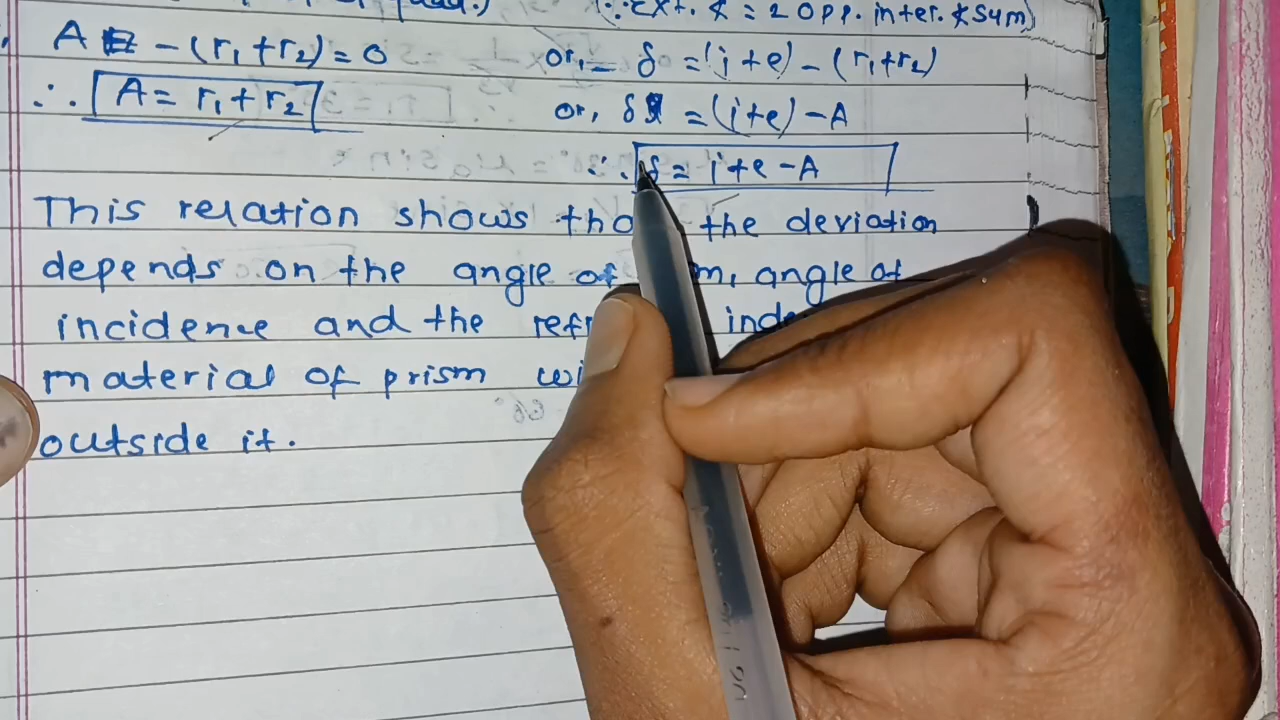 (∵ Ext. ∠ = 2 opp. inter. ∠ sum)
A - (r₁+r₂) = 0
or, δ = (i+e) - (r₁+r₂)
∴ A = r₁ + r₂
or, δ = (i+e) - A
∴ δ = i+e - A
This relation shows the deviation
depends on the angle of angle of
incidence and the
material of prism
outside it.